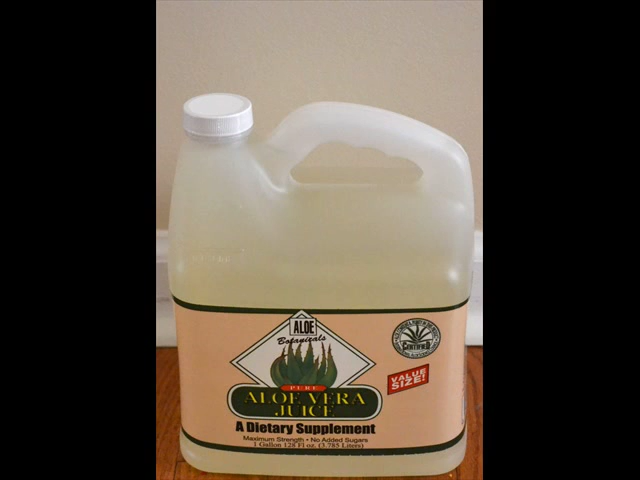 ALOE
Botanicals
PURE
ALOE VERA
JUICE
A Dietary Supplement
Maximum Strength • No Added Sugars
1 Gallon 128 Fl oz. (3.785 Liters)
CERTIFIED
VALUE
SIZE!